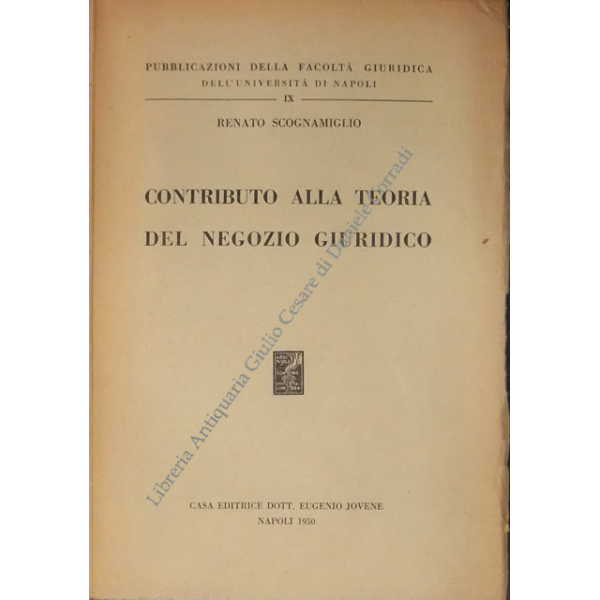 PUBBLICAZIONI DELLA FACOLTÀ GIURIDICA
DELL'UNIVERSITÀ DI NAPOLI
IX
RENATO SCOGNAMIGLIO
CONTRIBUTO ALLA TEORIA
DEL NEGOZIO GIURIDICO
CASA EDITRICE DOTT. EUGENIO JOVENE
NAPOLI 1950
Libreria Antiquaria Giulio Cesare di Daniele Corradi